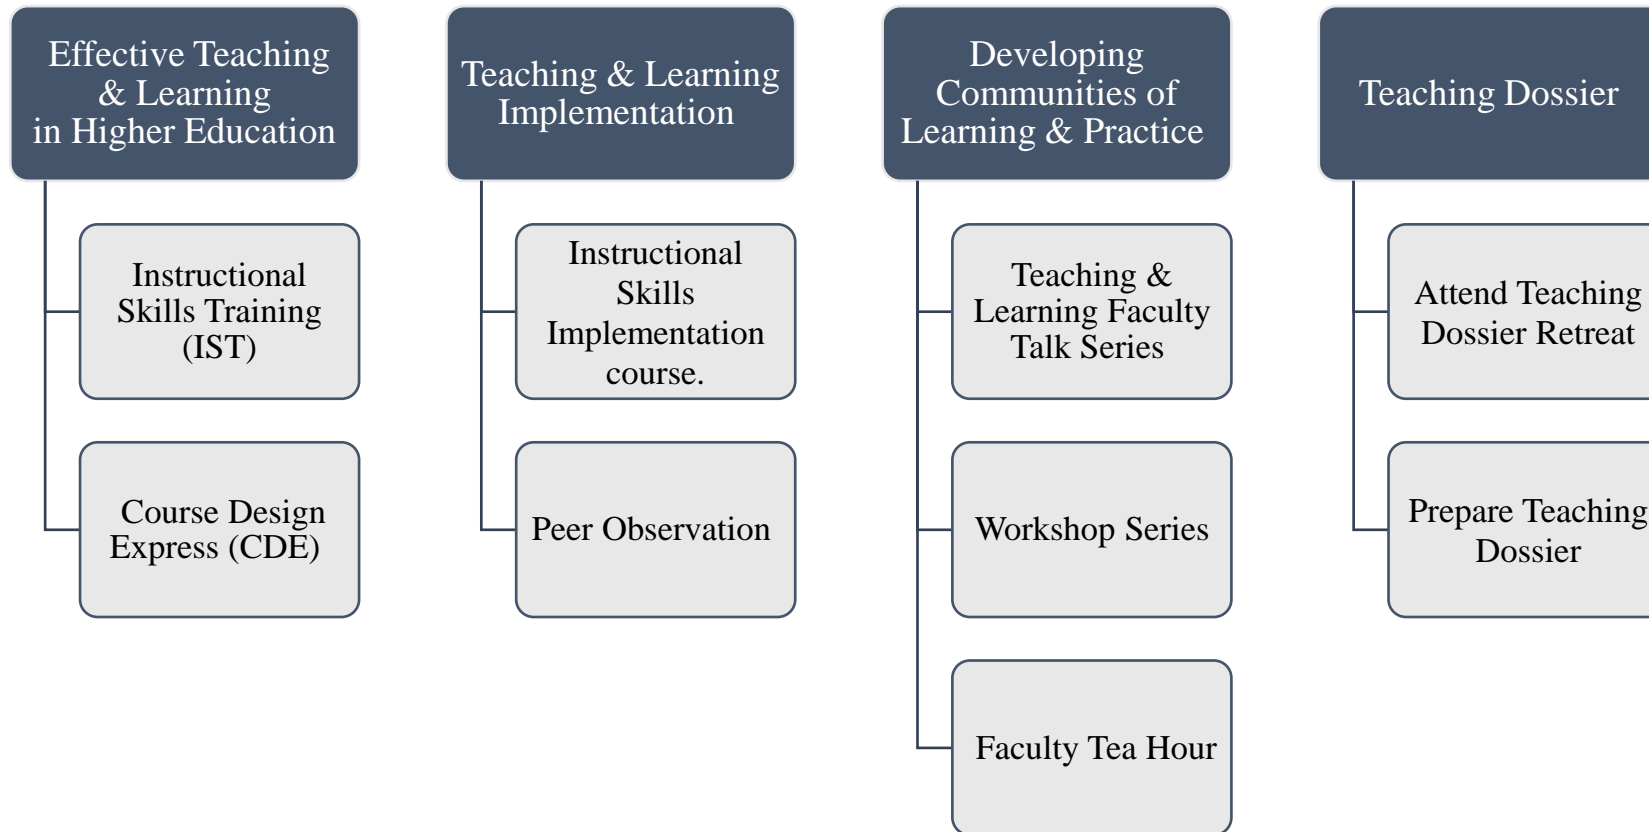 Effective Teaching
& Learning
in Higher Education
Instructional
Skills Training
(IST)
Course Design
Express (CDE)
Teaching & Learning
Implementation
Instructional
Skills
Implementation
course.
Peer Observation
Developing
Communities of
Learning & Practice
Teaching &
Learning Faculty
Talk Series
Workshop Series
Faculty Tea Hour
Teaching Dossier
Attend Teaching
Dossier Retreat
Prepare Teaching
Dossier